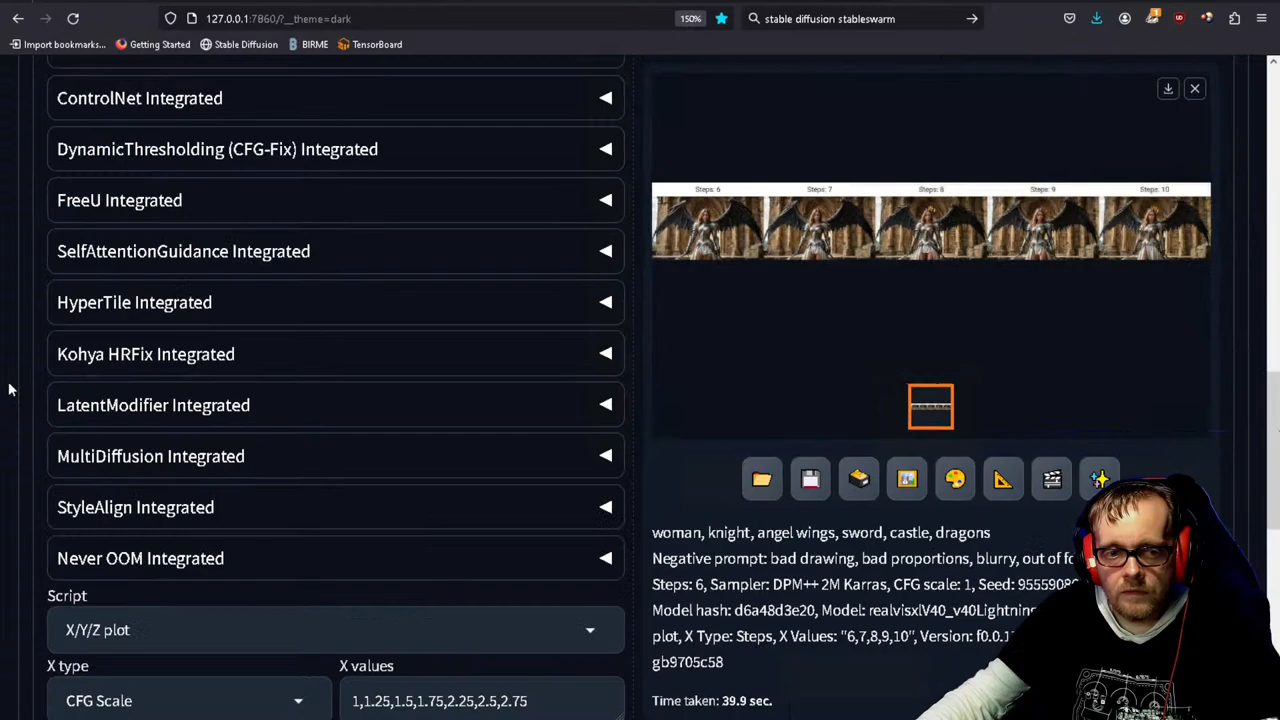 127.0.0.1:7860/?__theme=dark
150%
stable diffusion stableswarm
Import bookmarks...
Getting Started
Stable Diffusion
BIRME
TensorBoard
ControlNet Integrated
DynamicThresholding (CFG-Fix) Integrated
FreeU Integrated
SelfAttentionGuidance Integrated
HyperTile Integrated
Kohya HRFix Integrated
LatentModifier Integrated
MultiDiffusion Integrated
StyleAlign Integrated
Never OOM Integrated
Script
X/Y/Z plot
X type
X values
CFG Scale
1,1.25,1.5,1.75,2.25,2.5,2.75
Steps: 6
Steps: 7
Steps: 8
Steps: 9
Steps: 10
woman, knight, angel wings, sword, castle, dragons
Negative prompt: bad drawing, bad proportions, blurry, out of
Steps: 6, Sampler: DPM++ 2M Karras, CFG scale: 1, Seed:
Model hash: d6a48d3e20, Model: realvisxlV40_v40Lightning
plot, X Type: Steps, X Values: "6,7,8,9,10", Version:
gb9705c58
Time taken: 39.9 sec.